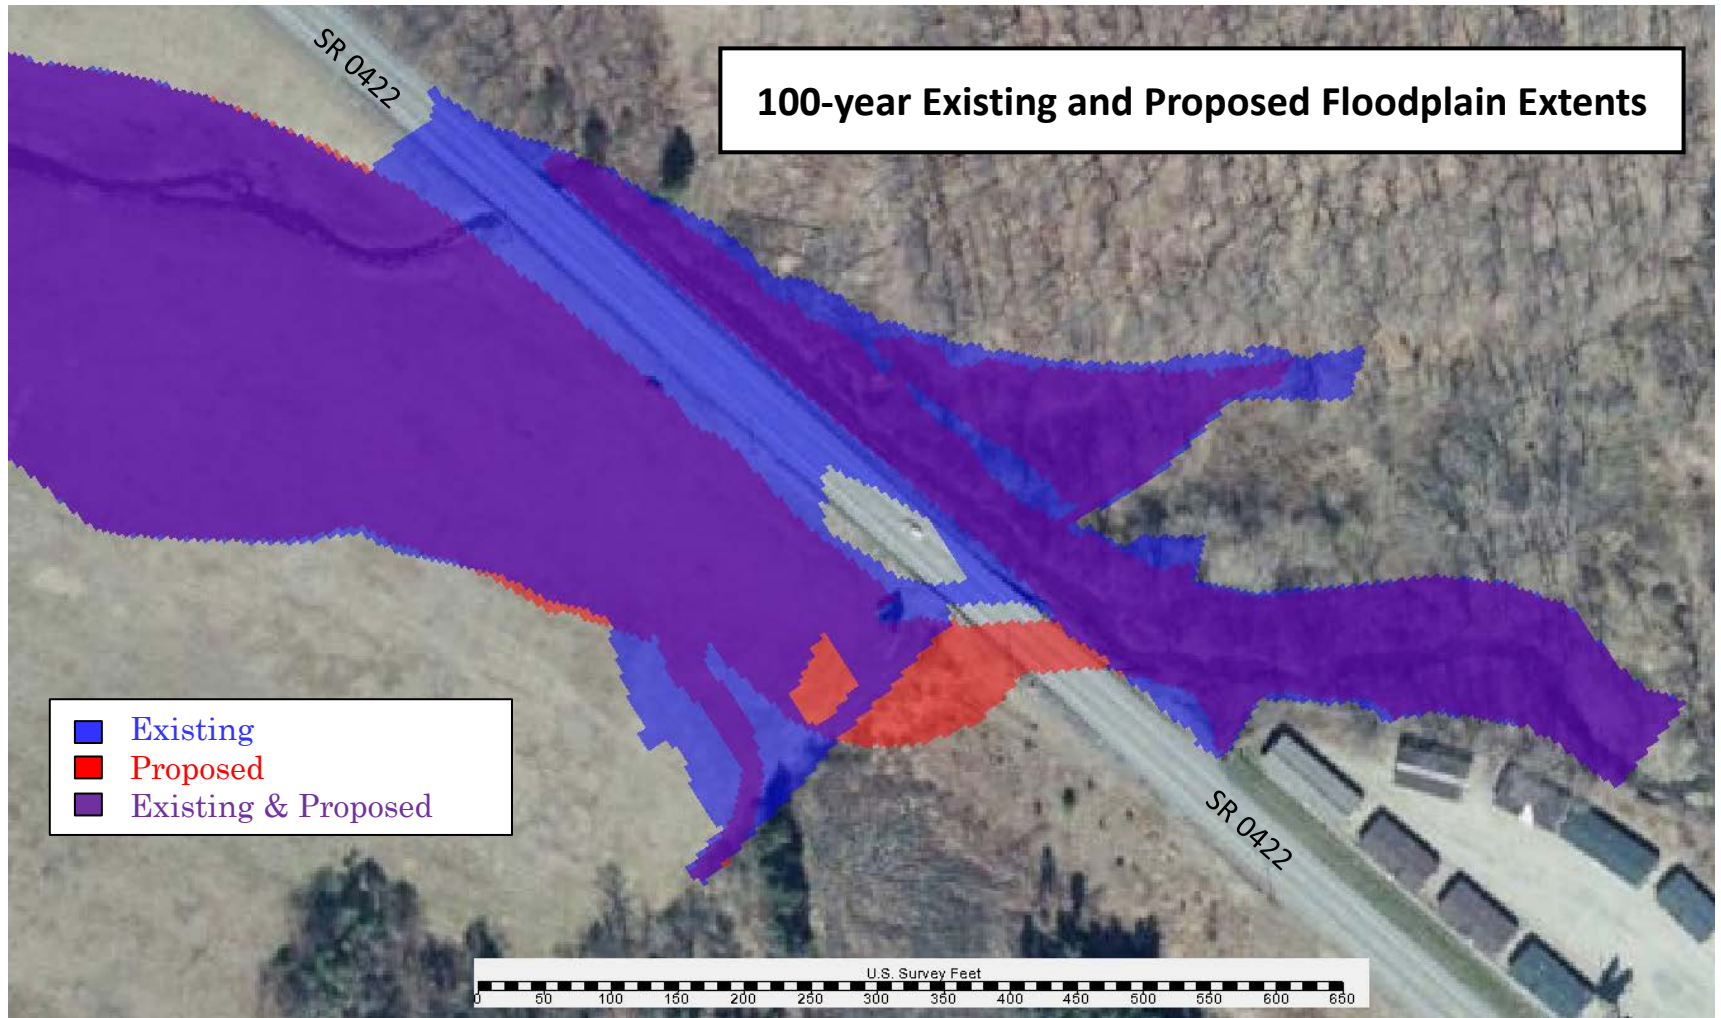 SR 0422
100-year Existing and Proposed Floodplain Extents
Existing
Proposed
Existing & Proposed
SR 0422
U.S. Survey Feet
0 50 100 150 200 250 300 350 400 450 500 550 600 650